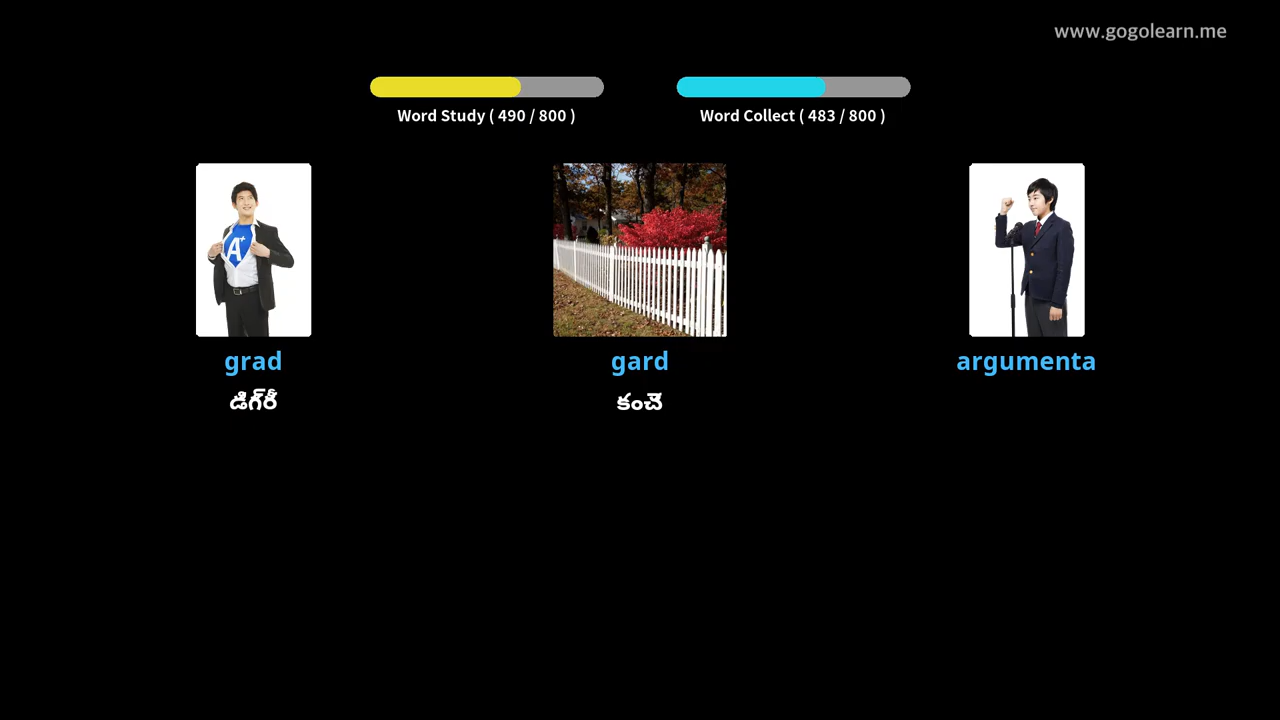 www.gogolearn.me
Word Study ( 490 / 800 )
Word Collect ( 483 / 800 )
A+
grad
gard
argumenta
డిగ్రీ
కంచె